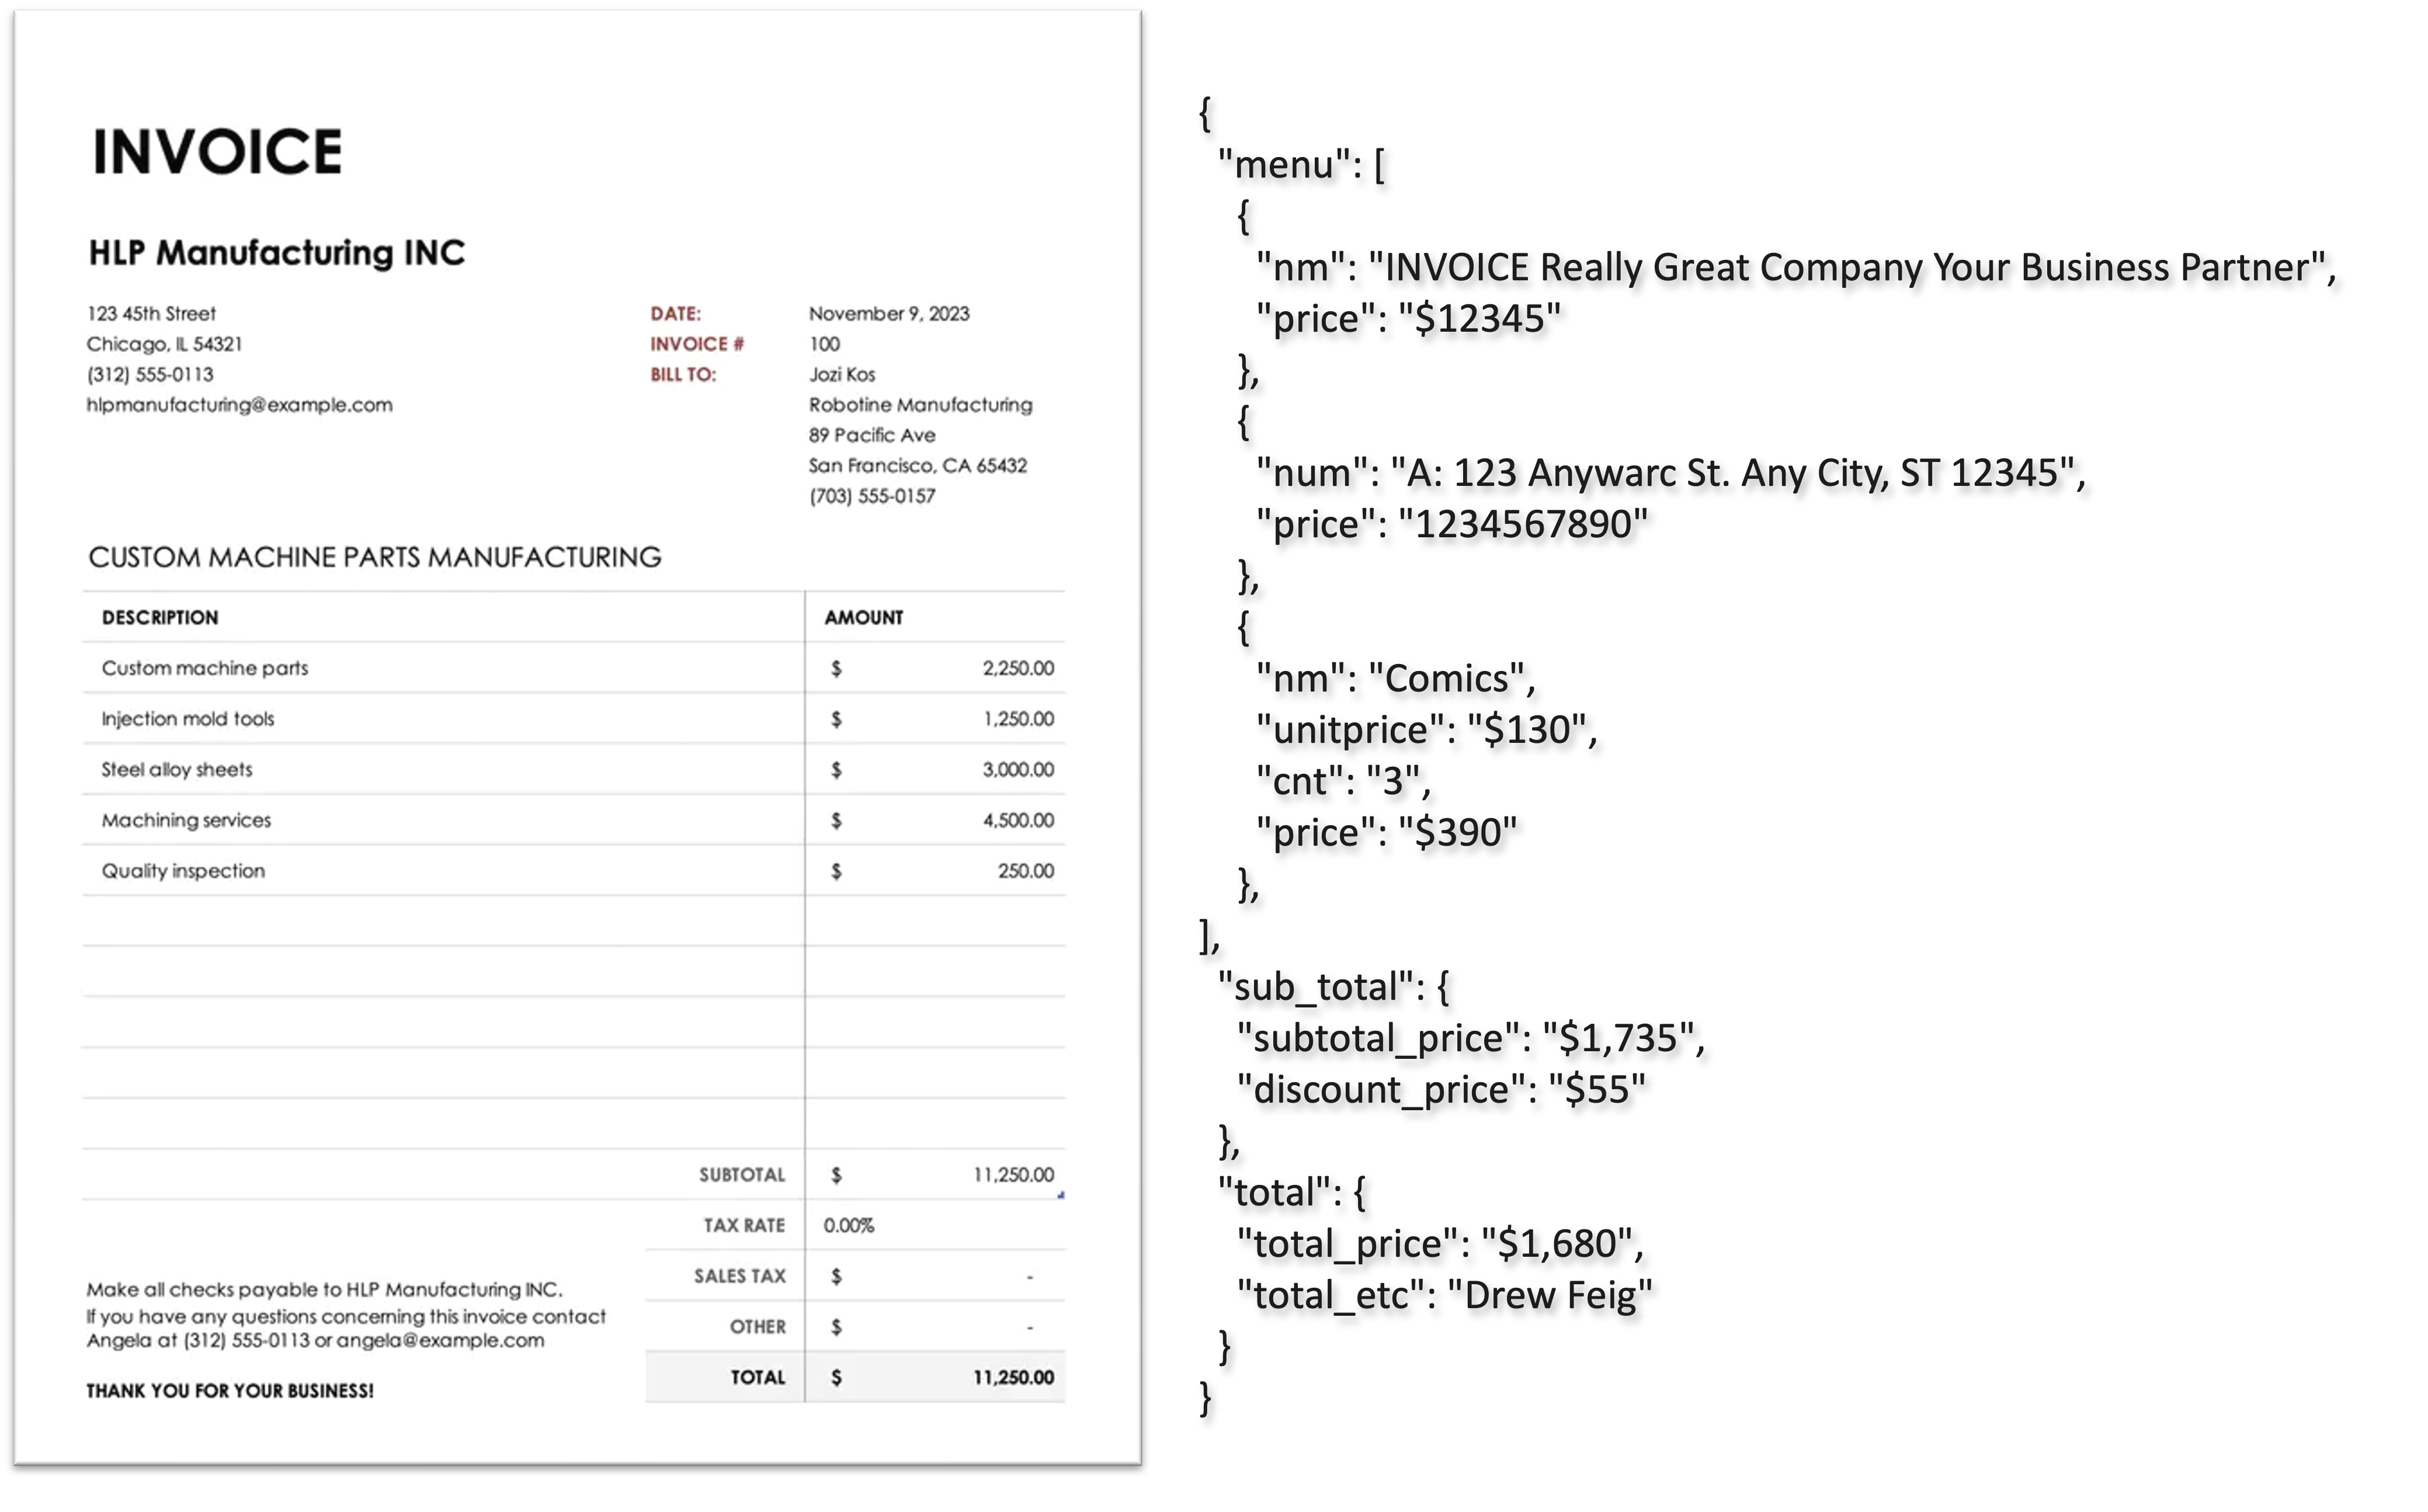 INVOICE
HLP Manufacturing INC
123 45th Street
Chicago, IL 54321
(312) 555-0113
hlpmanufacturing@example.com
DATE: November 9, 2023
INVOICE # 100
BILL TO: Jozi Kos
Robotine Manufacturing
89 Pacific Ave
San Francisco, CA 65432
(703) 555-0157
CUSTOM MACHINE PARTS MANUFACTURING
DESCRIPTION AMOUNT
Custom machine parts $ 2,250.00
Injection mold tools $ 1,250.00
Steel alloy sheets $ 3,000.00
Machining services $ 4,500.00
Quality inspection $ 250.00
SUBTOTAL $ 11,250.00
TAX RATE 0.00%
SALES TAX $ -
OTHER $ -
TOTAL $ 11,250.00
Make all checks payable to HLP Manufacturing INC.
If you have any questions concerning this invoice contact
Angela at (312) 555-0113 or angela@example.com
THANK YOU FOR YOUR BUSINESS!
{
"menu": [
{
"nm": "INVOICE Really Great Company Your Business Partner",
"price": "$12345"
},
{
"num": "A: 123 Anywarc St. Any City, ST 12345",
"price": "1234567890"
},
{
"nm": "Comics",
"unitprice": "$130",
"cnt": "3",
"price": "$390"
},
],
"sub_total": {
"subtotal_price": "$1,735",
"discount_price": "$55"
},
"total": {
"total_price": "$1,680",
"total_etc": "Drew Feig"
}
}